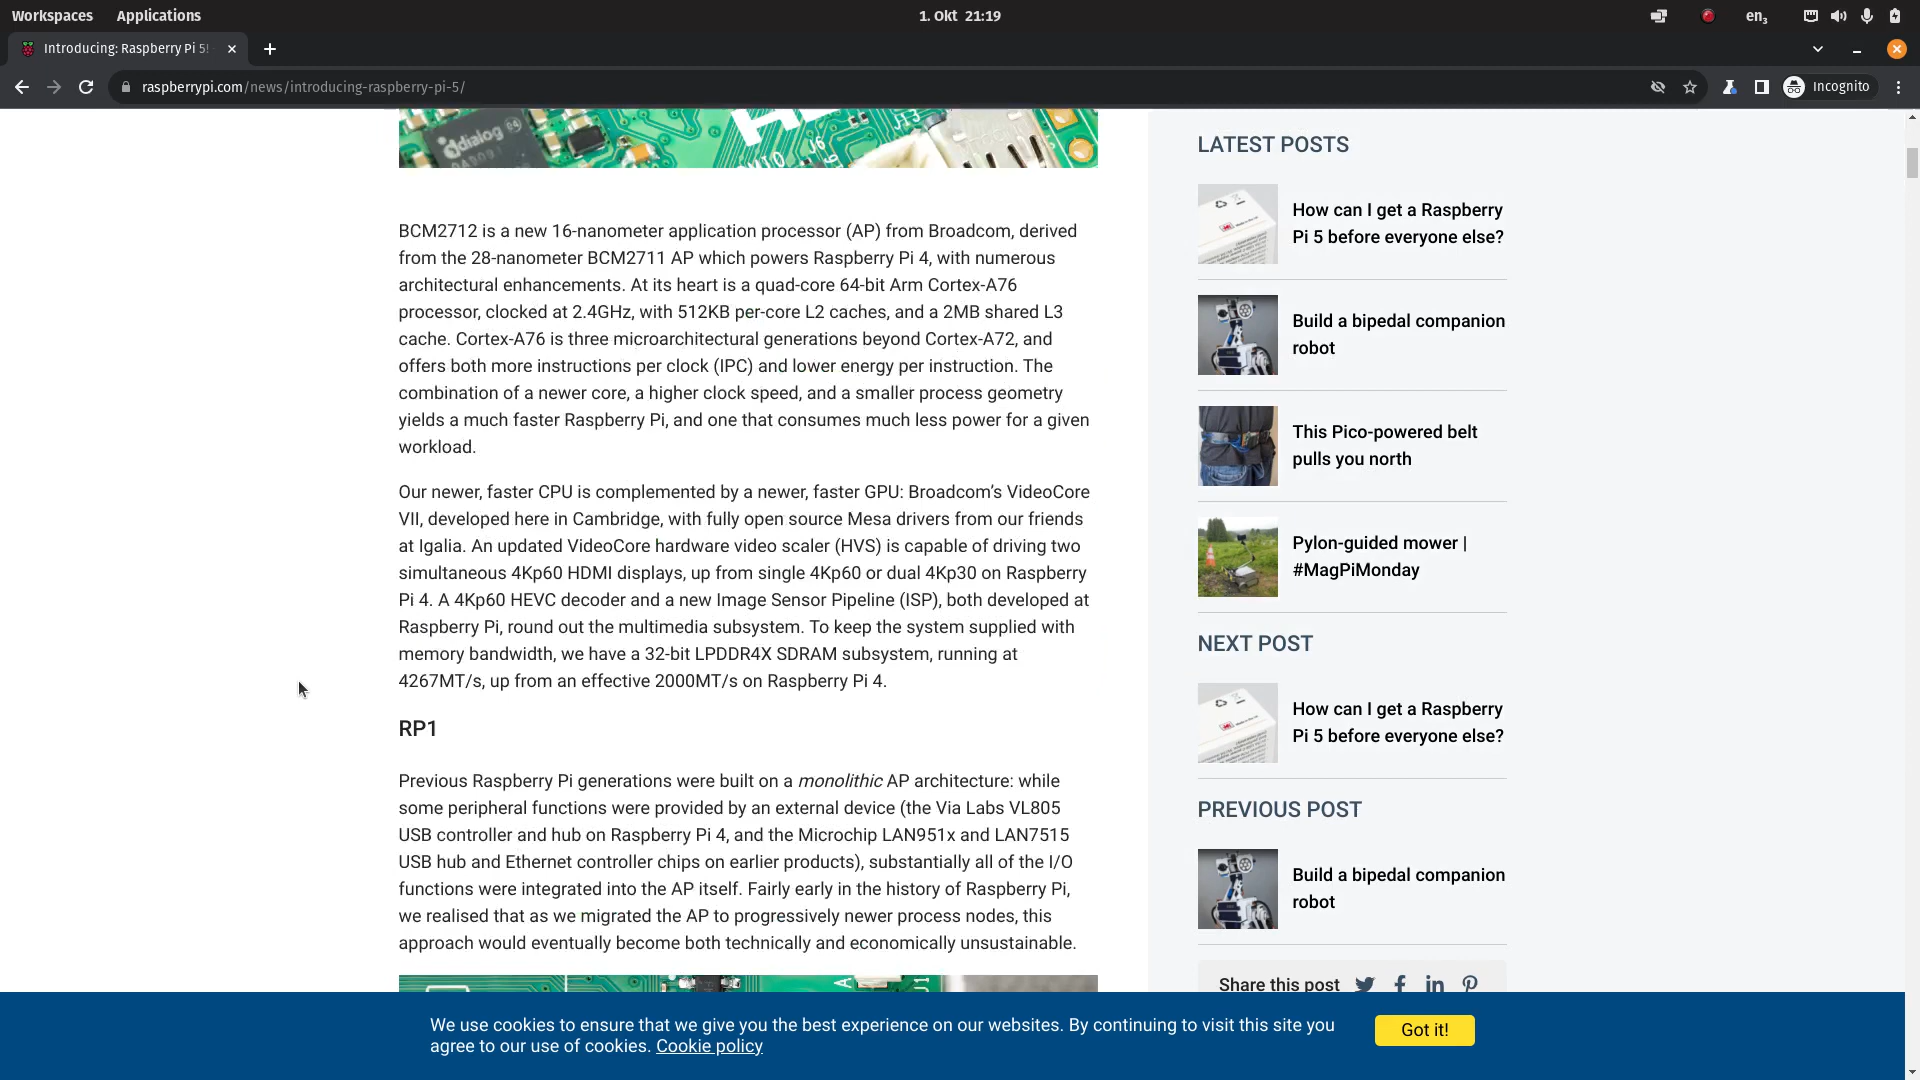 Workspaces
Applications
1. Okt 21:19
en3
Introducing: Raspberry Pi 5!
raspberrypi.com/news/introducing-raspberry-pi-5/
Incognito
dialog
J6
J13
BCM2712 is a new 16-nanometer application processor (AP) from Broadcom, derived
from the 28-nanometer BCM2711 AP which powers Raspberry Pi 4, with numerous
architectural enhancements. At its heart is a quad-core 64-bit Arm Cortex-A76
processor, clocked at 2.4GHz, with 512KB per-core L2 caches, and a 2MB shared L3
cache. Cortex-A76 is three microarchitectural generations beyond Cortex-A72, and
offers both more instructions per clock (IPC) and lower energy per instruction. The
combination of a newer core, a higher clock speed, and a smaller process geometry
yields a much faster Raspberry Pi, and one that consumes much less power for a given
workload.
Our newer, faster CPU is complemented by a newer, faster GPU: Broadcom’s VideoCore
VII, developed here in Cambridge, with fully open source Mesa drivers from our friends
at Igalia. An updated VideoCore hardware video scaler (HVS) is capable of driving two
simultaneous 4Kp60 HDMI displays, up from single 4Kp60 or dual 4Kp30 on Raspberry
Pi 4. A 4Kp60 HEVC decoder and a new Image Sensor Pipeline (ISP), both developed at
Raspberry Pi, round out the multimedia subsystem. To keep the system supplied with
memory bandwidth, we have a 32-bit LPDDR4X SDRAM subsystem, running at
4267MT/s, up from an effective 2000MT/s on Raspberry Pi 4.
RP1
Previous Raspberry Pi generations were built on a monolithic AP architecture: while
some peripheral functions were provided by an external device (the Via Labs VL805
USB controller and hub on Raspberry Pi 4, and the Microchip LAN951x and LAN7515
USB hub and Ethernet controller chips on earlier products), substantially all of the I/O
functions were integrated into the AP itself. Fairly early in the history of Raspberry Pi,
we realised that as we migrated the AP to progressively newer process nodes, this
approach would eventually become both technically and economically unsustainable.
LATEST POSTS
How can I get a Raspberry
Pi 5 before everyone else?
Build a bipedal companion
robot
This Pico-powered belt
pulls you north
Pylon-guided mower |
#MagPiMonday
NEXT POST
How can I get a Raspberry
Pi 5 before everyone else?
PREVIOUS POST
Build a bipedal companion
robot
Share this post
We use cookies to ensure that we give you the best experience on our websites. By continuing to visit this site you
agree to our use of cookies. Cookie policy
Got it!